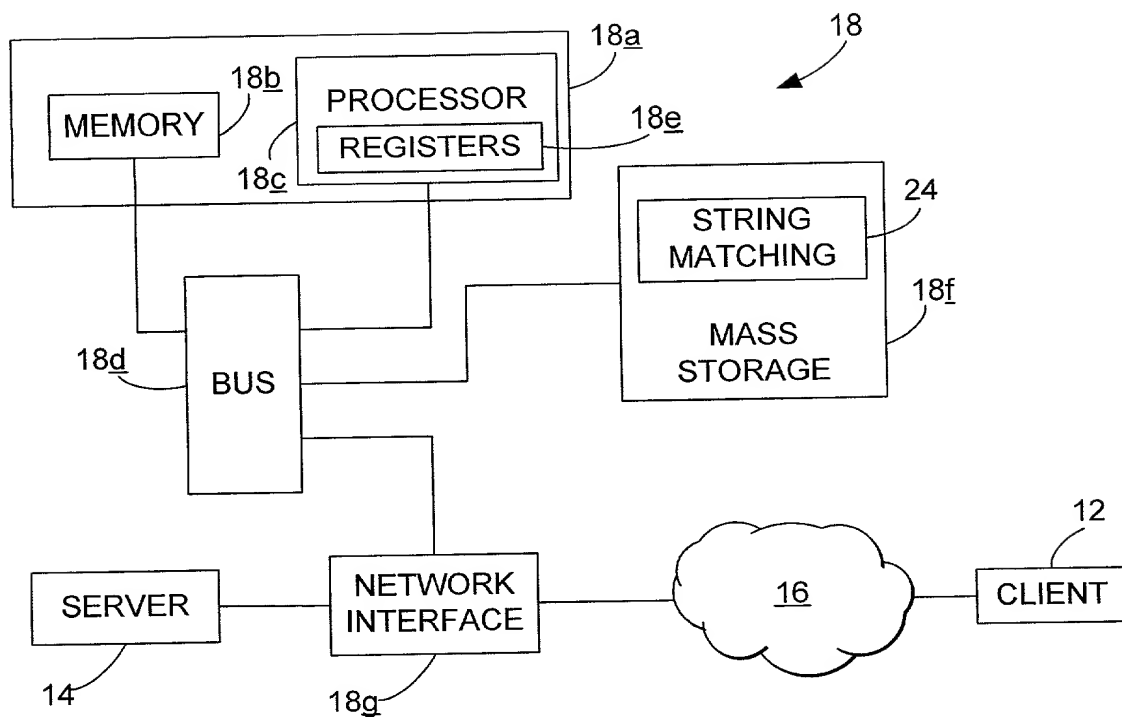 18
18a
18b
PROCESSOR
MEMORY
REGISTERS
18e
18c
24
STRING
MATCHING
18f
MASS
STORAGE
18d
BUS
12
SERVER
NETWORK
INTERFACE
16
CLIENT
14
18g